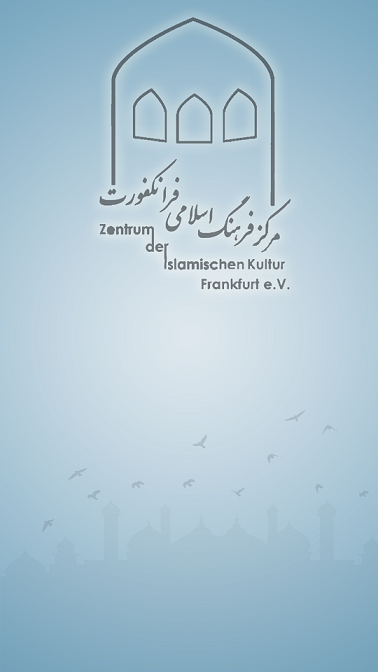 مرکز فرهنگ اسلامی فرانکفورت
Zentrum
der
Islamischen Kultur
Frankfurt e.V.